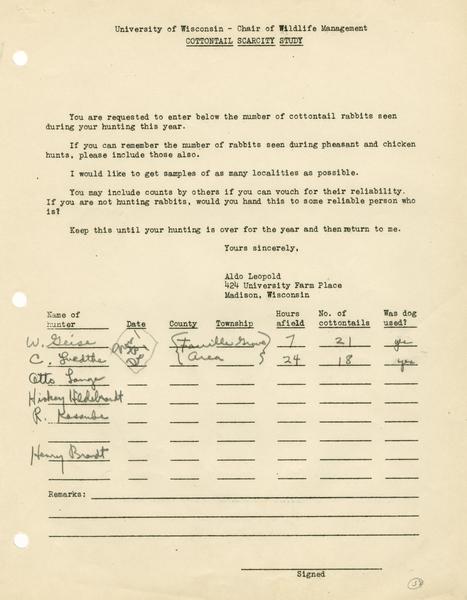 University of Wisconsin - Chair of Wildlife Management
COTTONTAIL SCARCITY STUDY
You are requested to enter below the number of cottontail rabbits seen
during your hunting this year.
If you can remember the number of rabbits seen during pheasant and chicken
hunts, please include those also.
I would like to get samples of as many localities as possible.
You may include counts by others if you can vouch for their reliability.
If you are not hunting rabbits, would you hand this to some reliable person who
is?
Keep this until your hunting is over for the year and then return to me.
Yours sincerely,
Aldo Leopold
424 University Farm Place
Madison, Wisconsin
Name of hunter Date County Township Hours afield No. of cottontails Was dog used?
W. Geise Faville Grove 7 21 yes
C. Area 24 18 yes
Otto Lange
Hickey Hildebrandt
R.
Henry Brandt
Remarks:
Signed